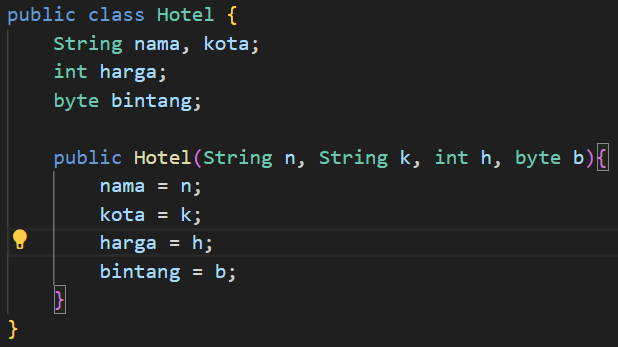 public class Hotel {
    String nama, kota;
    int harga;
    byte bintang;

    public Hotel(String n, String k, int h, byte b){
        nama = n;
        kota = k;
        harga = h;
        bintang = b;
    }
}